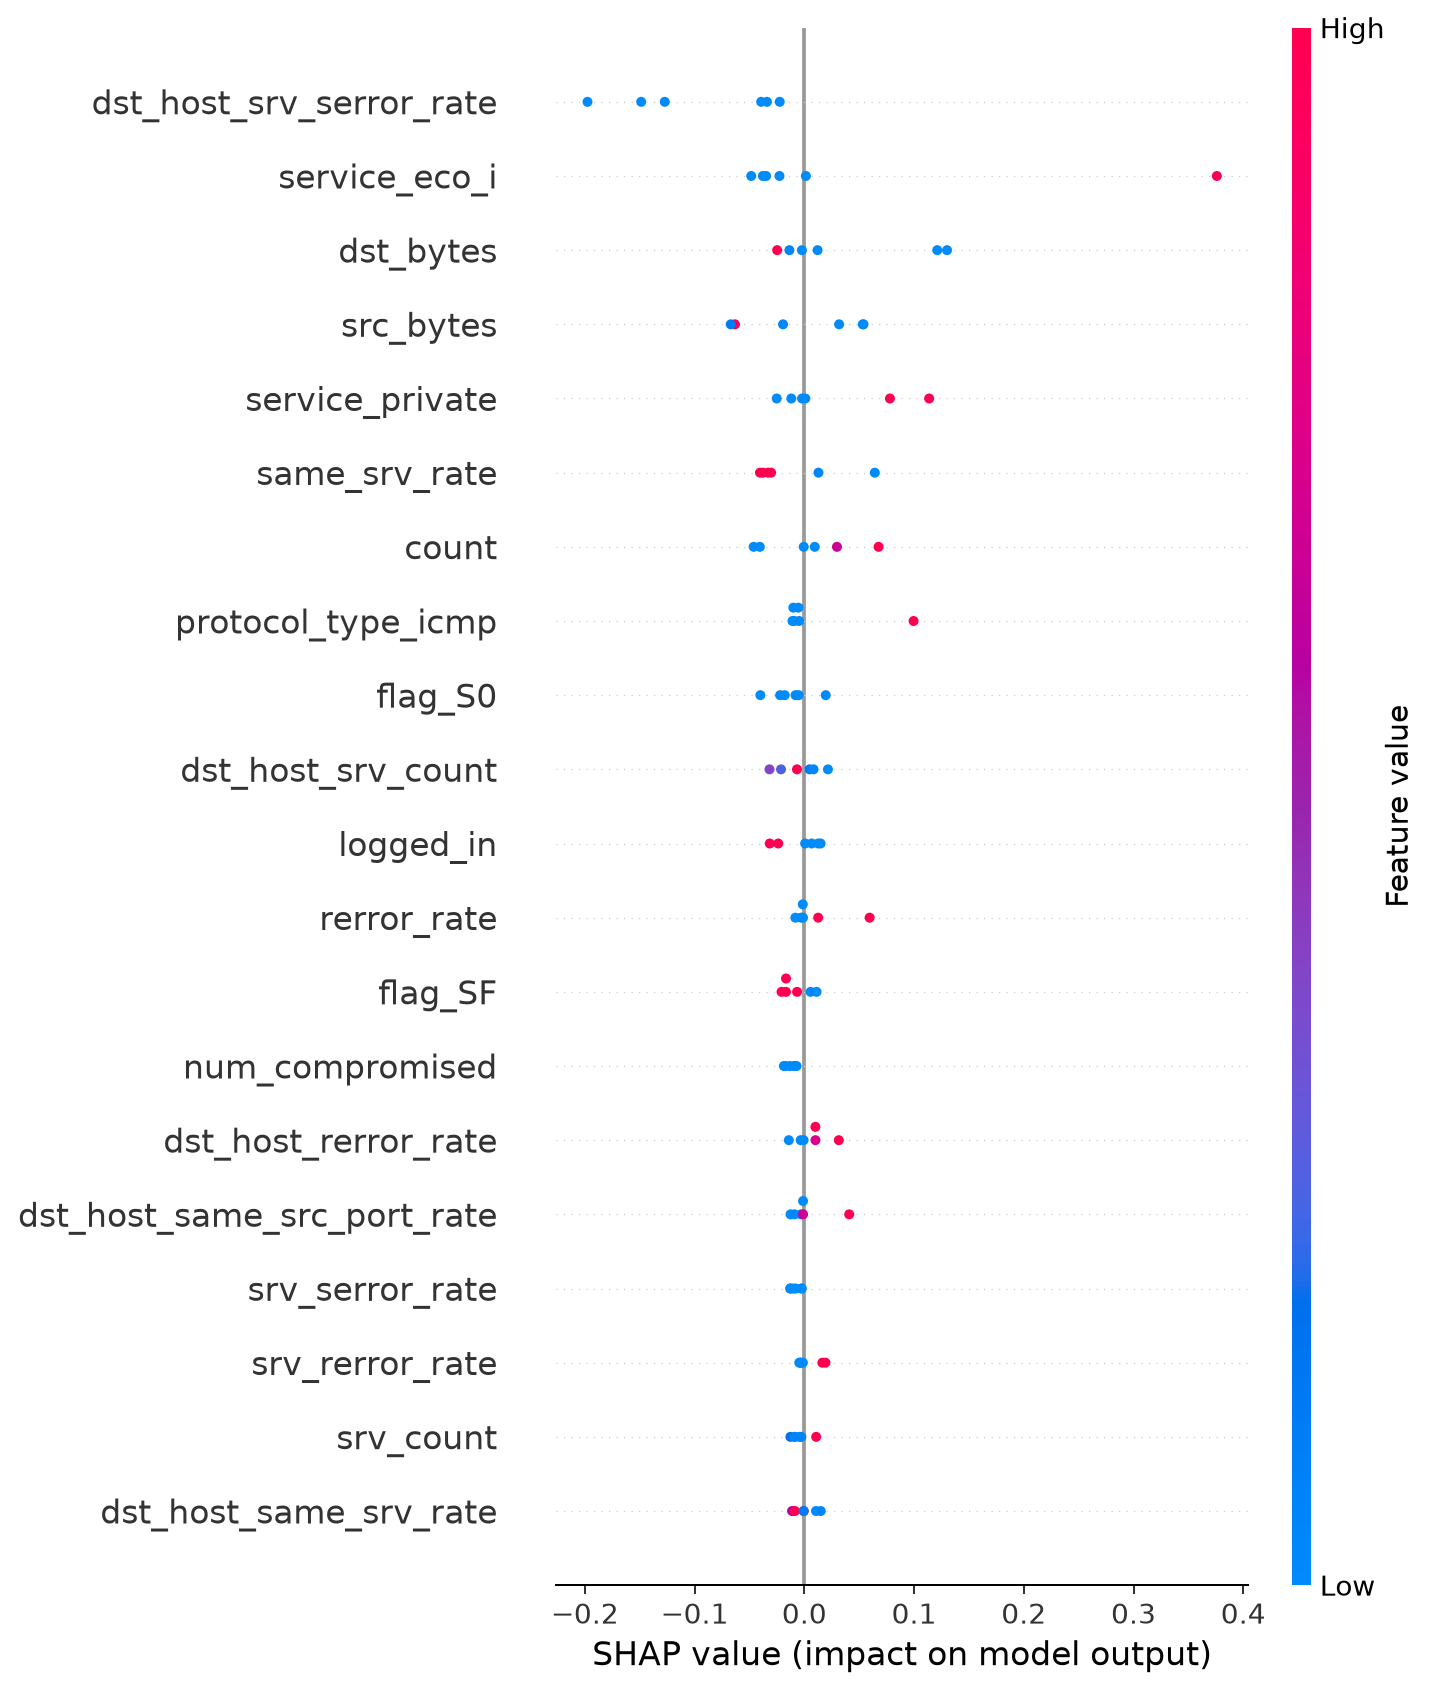 High
dst_host_srv_serror_rate
service_eco_i
dst_bytes
src_bytes
service_private
same_srv_rate
count
protocol_type_icmp
flag_S0
dst_host_srv_count
logged_in
rerror_rate
flag_SF
num_compromised
dst_host_rerror_rate
dst_host_same_src_port_rate
srv_serror_rate
srv_rerror_rate
srv_count
dst_host_same_srv_rate
Feature value
Low
−0.2 −0.1 0.0 0.1 0.2 0.3 0.4
SHAP value (impact on model output)